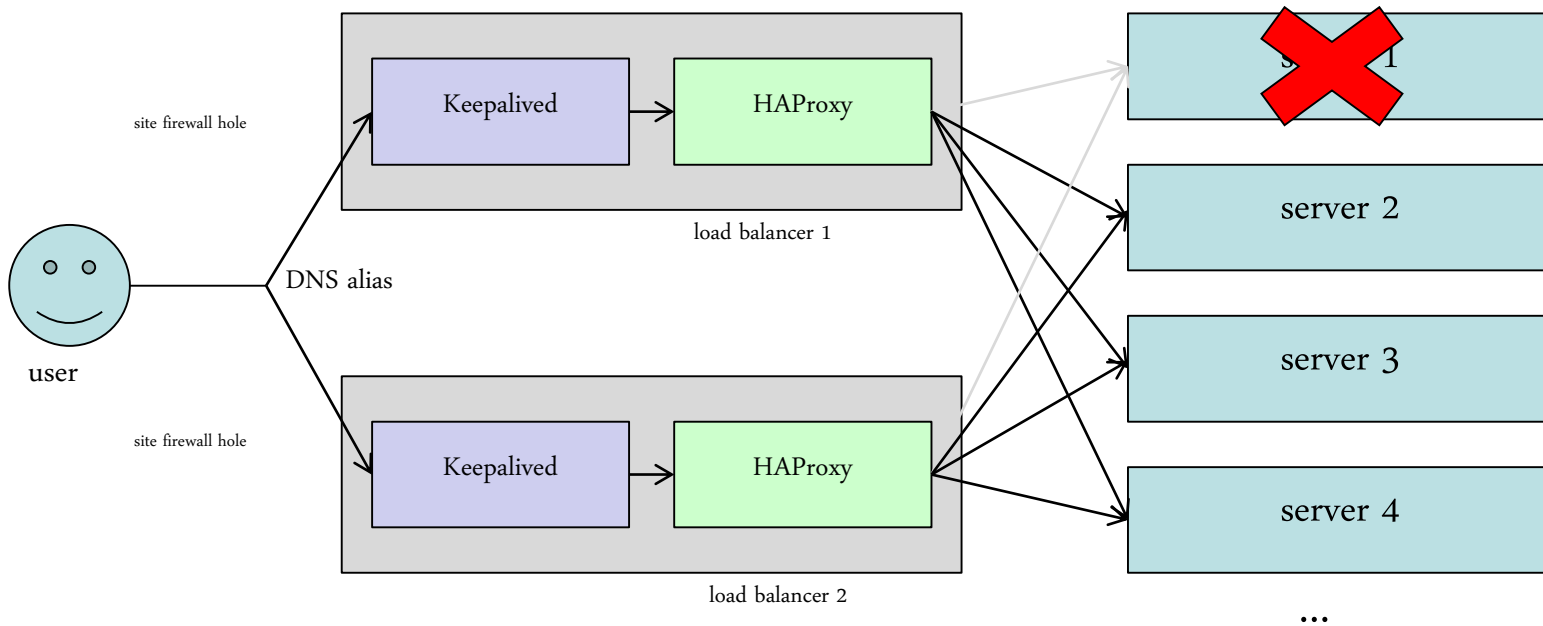 Keepalived
HAProxy
1
site firewall hole
load balancer 1
server 2
DNS alias
user
server 3
site firewall hole
Keepalived
HAProxy
server 4
load balancer 2
...